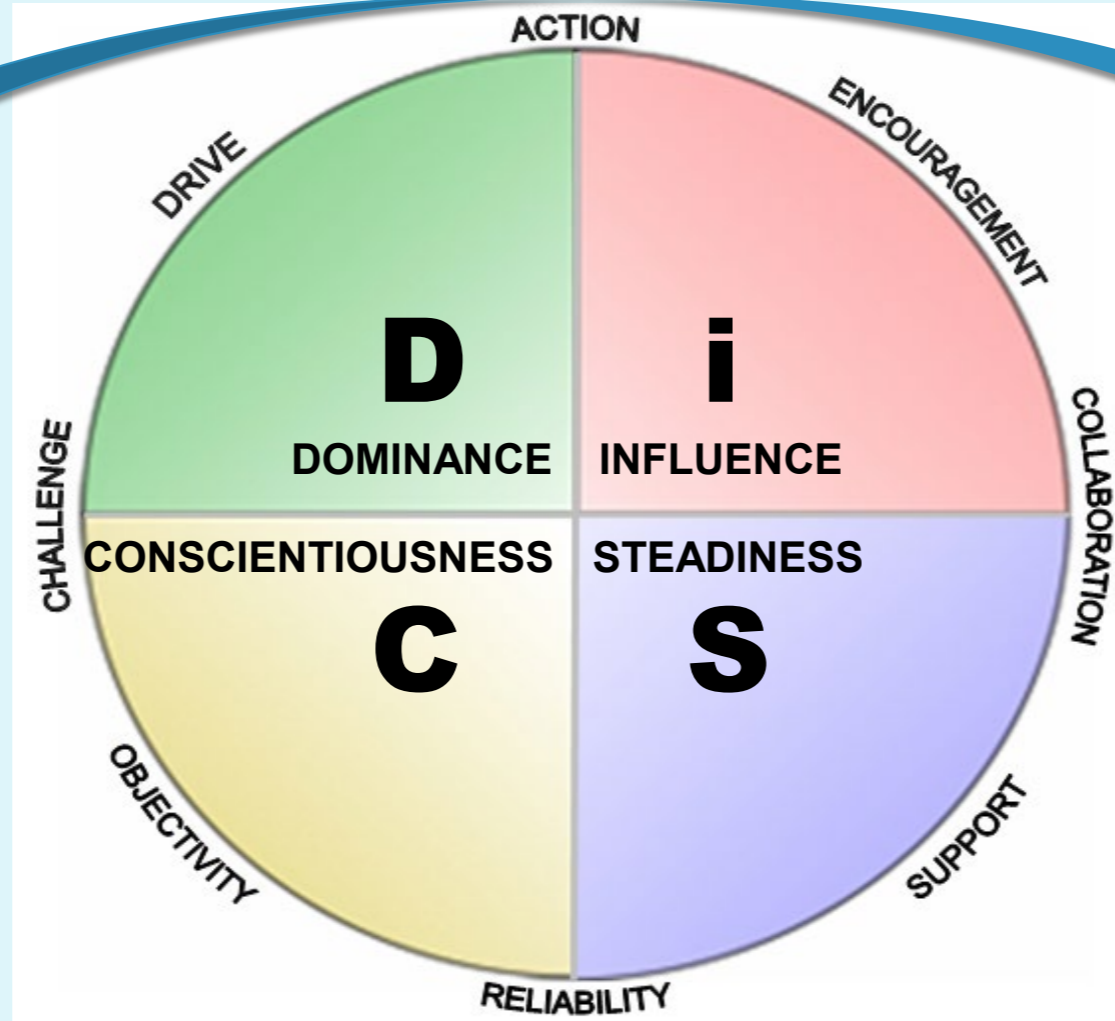 ACTION
DRIVE
ENCOURAGEMENT
D
i
DOMINANCE
INFLUENCE
CHALLENGE
COLLABORATION
CONSCIENTIOUSNESS
STEADINESS
C
S
OBJECTIVITY
SUPPORT
RELIABILITY